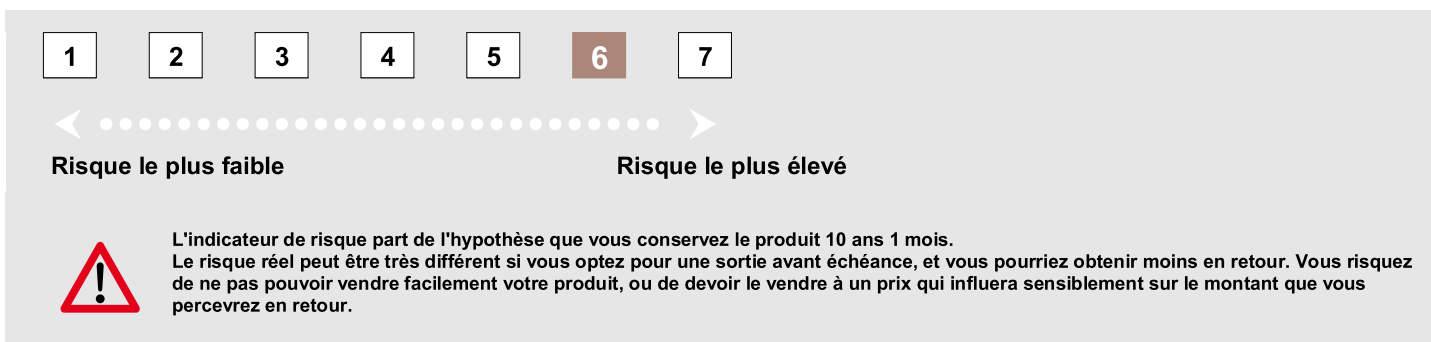 1 2 3 4 5 6 7
Risque le plus faible Risque le plus élevé
L'indicateur de risque part de l'hypothèse que vous conservez le produit 10 ans 1 mois.
Le risque réel peut être très différent si vous optez pour une sortie avant échéance, et vous pourriez obtenir moins en retour. Vous risquez
de ne pas pouvoir vendre facilement votre produit, ou de devoir le vendre à un prix qui influera sensiblement sur le montant que vous
percevrez en retour.